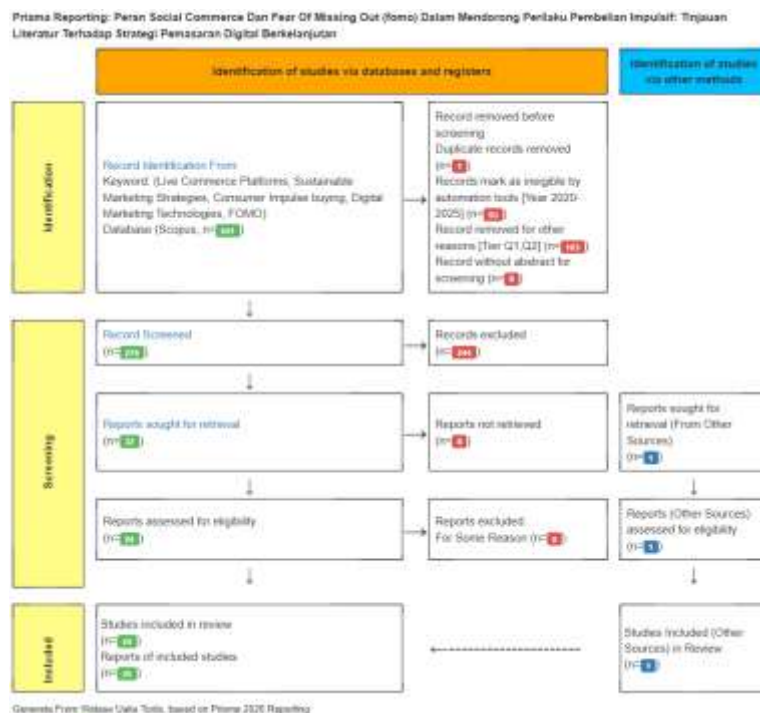 Prisma Reporting: Peran Social Commerce Dan Fear Of Missing Out (fomo) Dalam Mendorong Perilaku Pembelian Impulsif: Tinjauan
Literatur Terhadap Strategi Pemasaran Digital Berkelanjutan
Identification of studies via databases and registers
Identification of studies via other methods
Identification
Record Identification From
Keyword: (Live Commerce Platforms, Sustainable
Marketing Strategies, Consumer Impulse buying, Digital
Marketing Technologies, FOMO)
Database (Scopus, n=
Record removed before
screening
Duplicate records removed
(n=
Records mark as inegible by
automation tools [Year 2020-
2025] (n=
Record removed for other
reasons [Tier Q1,Q2] (n=
Record without abstract for
screening (n=
Screening
Record Screened
(n=
Records excluded
(n=
Reports sought for retrieval
(n=
Reports not retrieved
(n=
Reports sought for
retrieval (From Other
Sources)
(n=
Reports assessed for eligibility
(n=
Reports excluded:
For Some Reason (n=
Reports (Other Sources)
assessed for eligibility
(n=
Included
Studies included in review
(n=
Reports of included studies
(n=
Studies Included (Other
Sources) in Review
(n=
Generate From Watase Uake Tools, based on Prisma 2020 Reporting